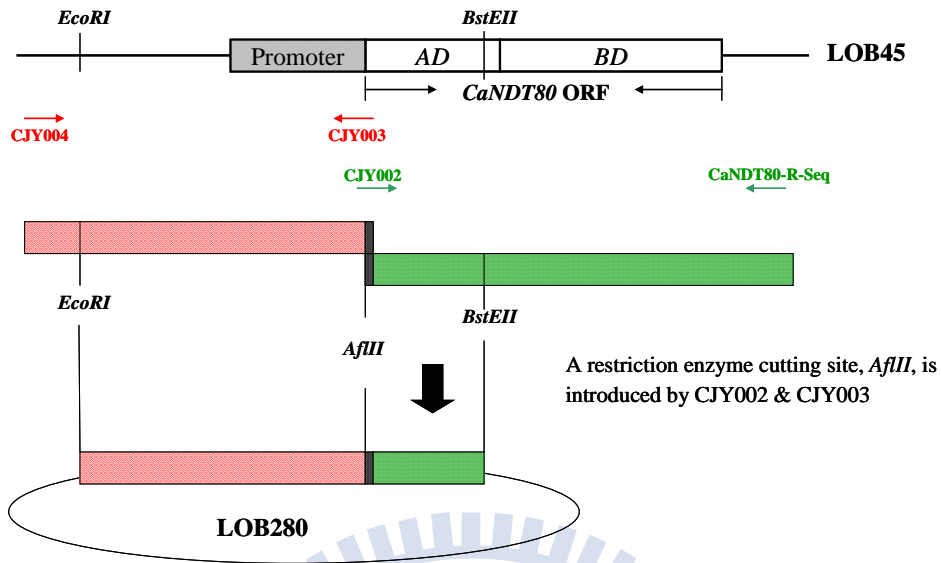 EcoRI
BstEII
Promoter
AD
BD
LOB45
CaNDT80 ORF
CJY004
CJY003
CJY002
CaNDT80-R-Seq
EcoRI
BstEII
AflII
A restriction enzyme cutting site, AflII, is
introduced by CJY002 & CJY003
LOB280